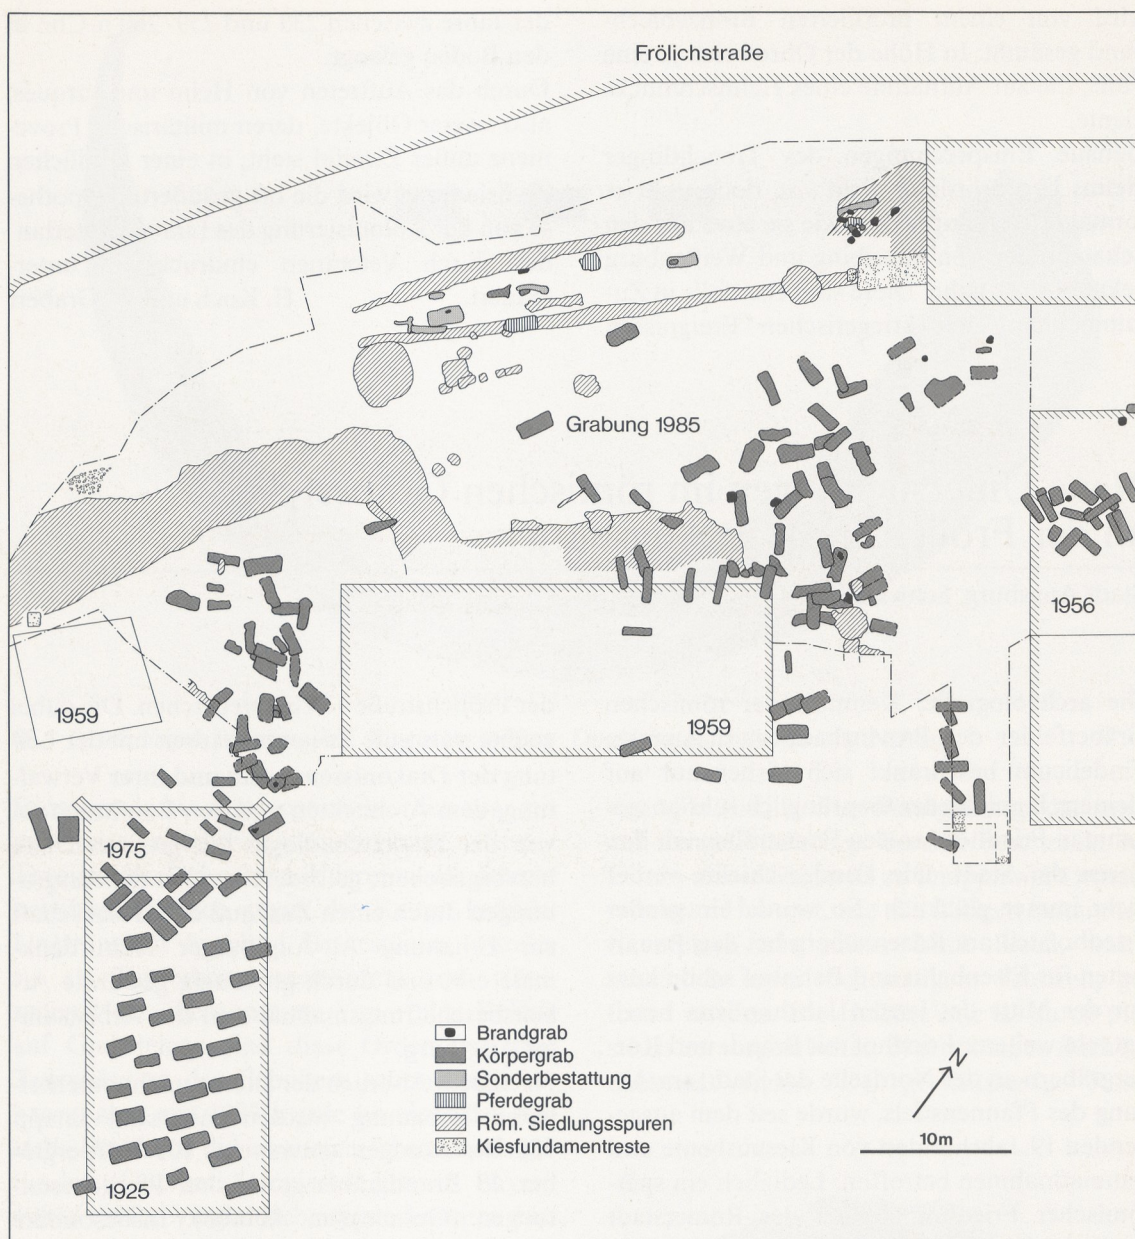 Frölichstraße
Grabung 1985
1956
1959
1959
1975
1925
Brandgrab
Körpergrab
Sonderbestattung
Pferdegrab
Röm. Siedlungsspuren
Kiesfundamentreste
N
10m